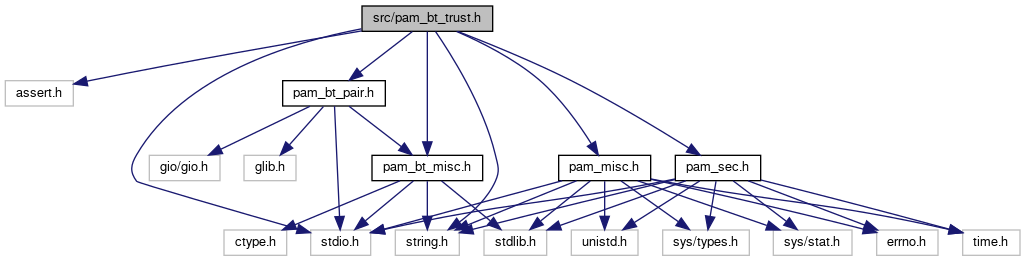 src/pam_bt_trust.h
assert.h
pam_bt_pair.h
gio/gio.h
glib.h
pam_bt_misc.h
pam_misc.h
pam_sec.h
ctype.h
stdio.h
string.h
stdlib.h
unistd.h
sys/types.h
sys/stat.h
errno.h
time.h